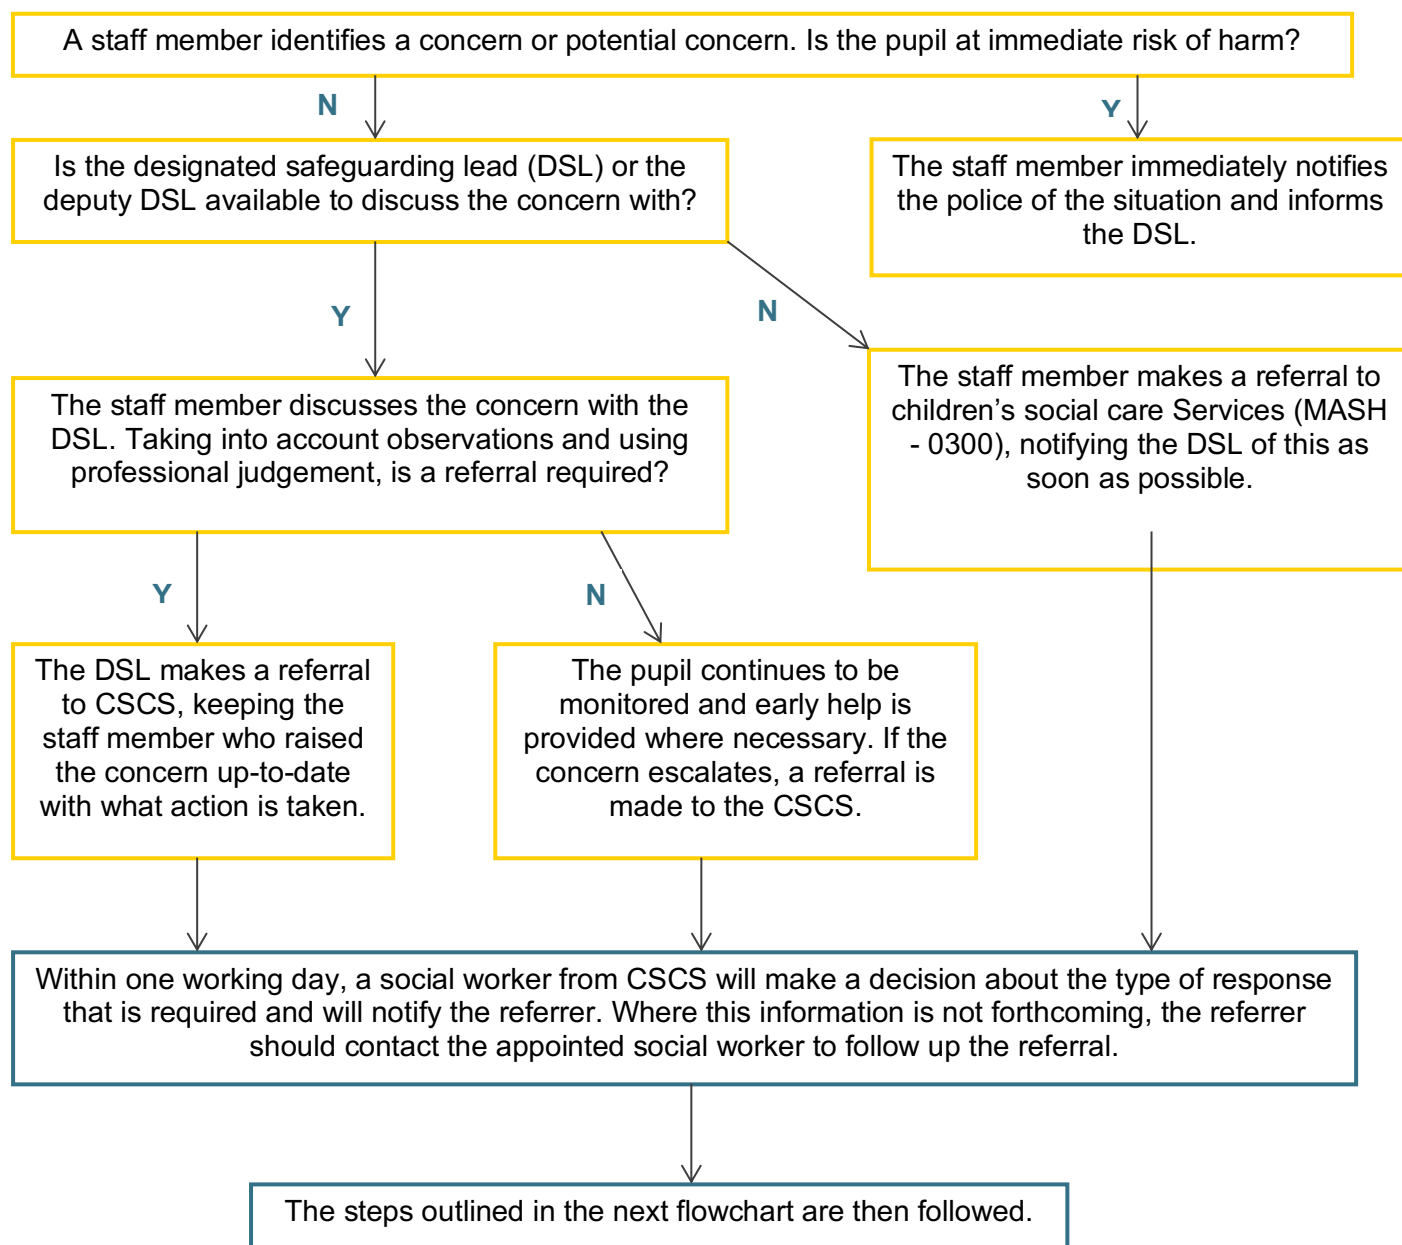 A staff member identifies a concern or potential concern. Is the pupil at immediate risk of harm?
N
Y
Is the designated safeguarding lead (DSL) or the
deputy DSL available to discuss the concern with?
The staff member immediately notifies
the police of the situation and informs
the DSL.
Y
N
The staff member discusses the concern with the
DSL. Taking into account observations and using
professional judgement, is a referral required?
The staff member makes a referral to
children’s social care Services (MASH
- 0300), notifying the DSL of this as
soon as possible.
Y
N
The DSL makes a referral
to CSCS, keeping the
staff member who raised
the concern up-to-date
with what action is taken.
The pupil continues to be
monitored and early help is
provided where necessary. If the
concern escalates, a referral is
made to the CSCS.
Within one working day, a social worker from CSCS will make a decision about the type of response
that is required and will notify the referrer. Where this information is not forthcoming, the referrer
should contact the appointed social worker to follow up the referral.
The steps outlined in the next flowchart are then followed.